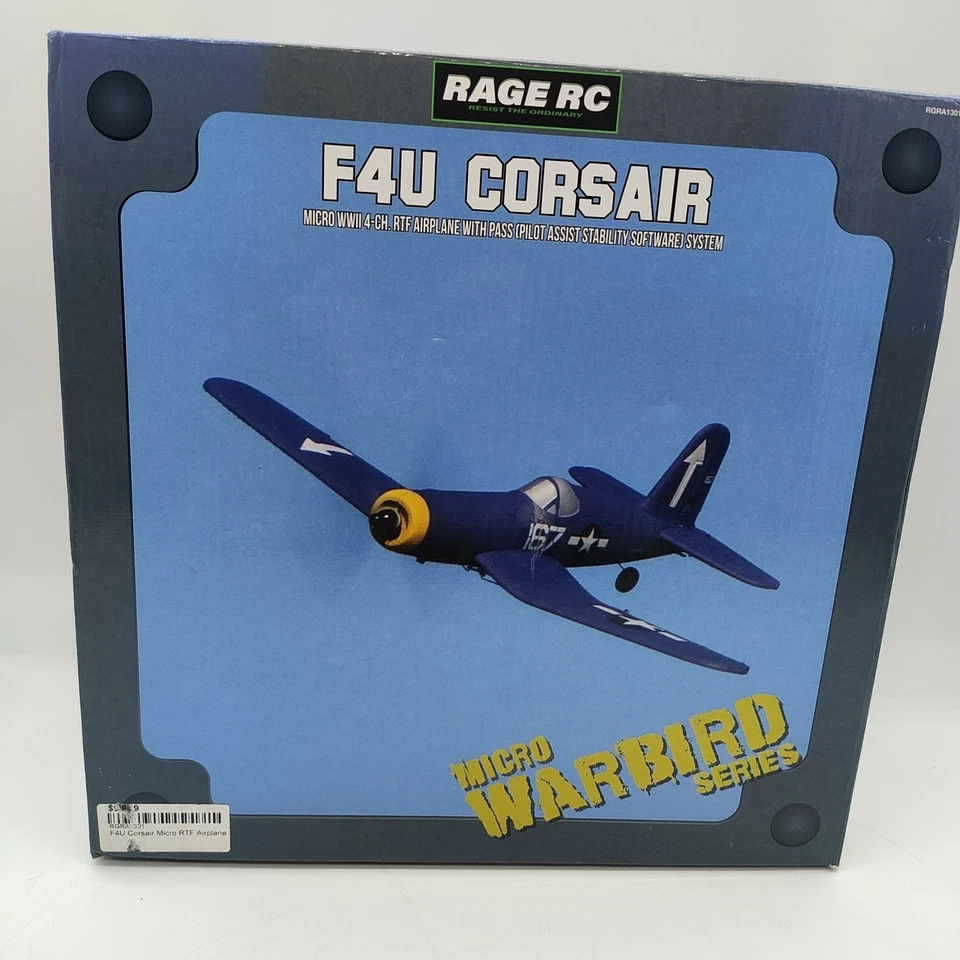 RAGE RC
RESIST THE ORDINARY
RGRA1301
F4U CORSAIR
MICRO WWII 4-CH. RTF AIRPLANE WITH PASS (PILOT ASSIST STABILITY SOFTWARE) SYSTEM
167
E
MICRO
WARBIRD
SERIES
F4U Corsair Micro RTF Airplane